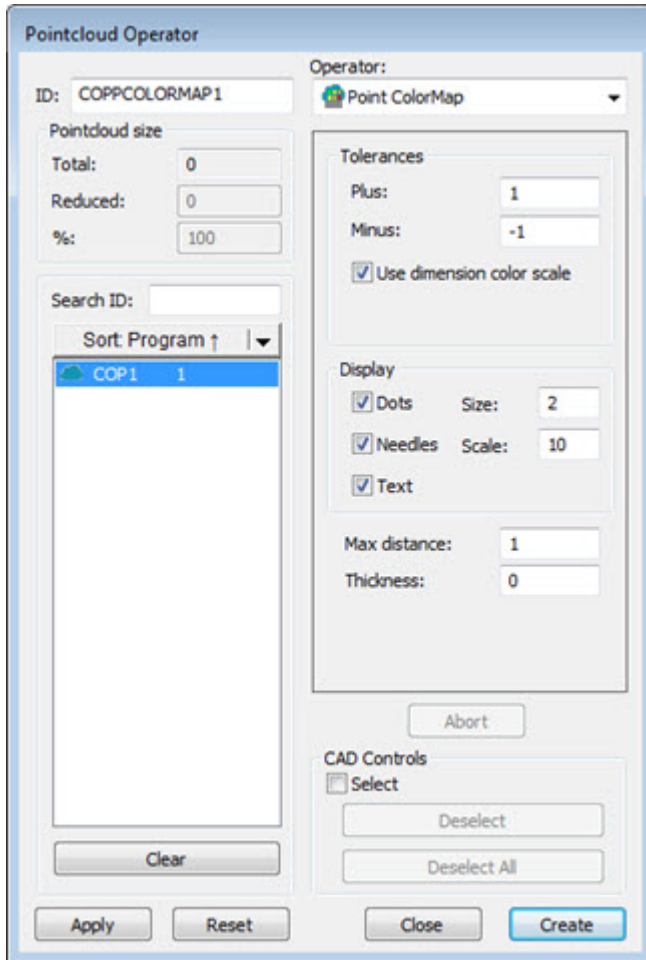 Pointcloud Operator
Operator:
ID: COPPCOLORMAP1
Point ColorMap
Pointcloud size
Total: 0
Reduced: 0
%: 100
Search ID:
Sort: Program ↑
COP1 1
Clear
Tolerances
Plus: 1
Minus: -1
Use dimension color scale
Display
Dots Size: 2
Needles Scale: 10
Text
Max distance: 1
Thickness: 0
Abort
CAD Controls
Select
Deselect
Deselect All
Apply Reset Close Create